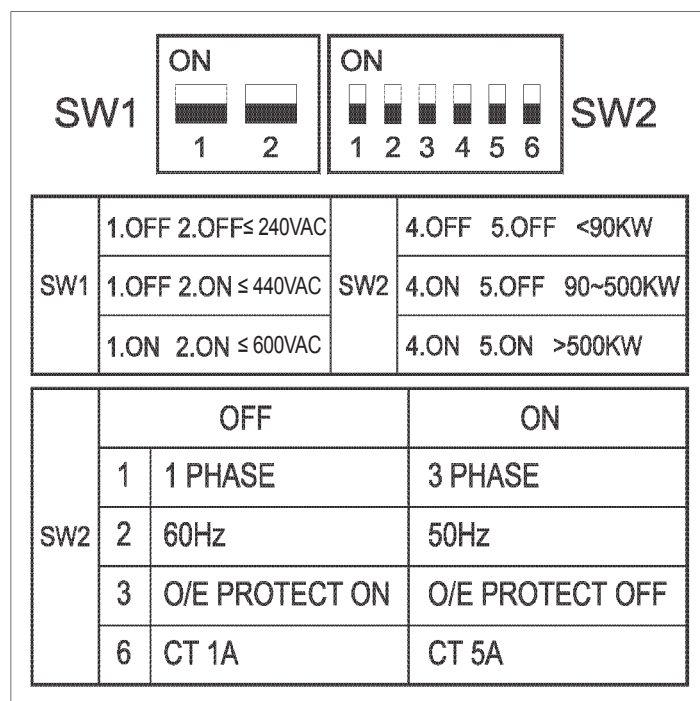 SW1 ON 1 2 ON 1 2 3 4 5 6 SW2
SW1 1.OFF 2.OFF≤ 240VAC SW2 4.OFF 5.OFF <90KW
1.OFF 2.ON ≤ 440VAC 4.ON 5.OFF 90~500KW
1.ON 2.ON ≤ 600VAC 4.ON 5.ON >500KW
SW2 OFF ON
1 1 PHASE 3 PHASE
2 60Hz 50Hz
3 O/E PROTECT ON O/E PROTECT OFF
6 CT 1A CT 5A